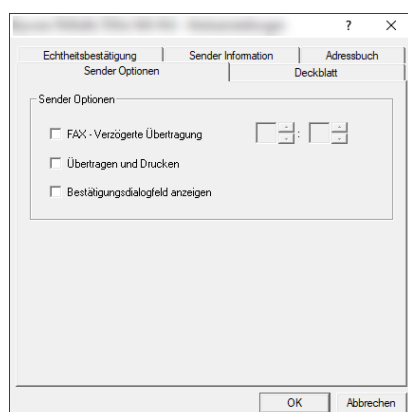 ?
Echtheitsbestätigung Sender Information Adressbuch
Sender Optionen Deckblatt
Sender Optionen
FAX - Verzögerte Übertragung :
Übertragen und Drucken
Bestätigungsdialogfeld anzeigen
OK Abbrechen